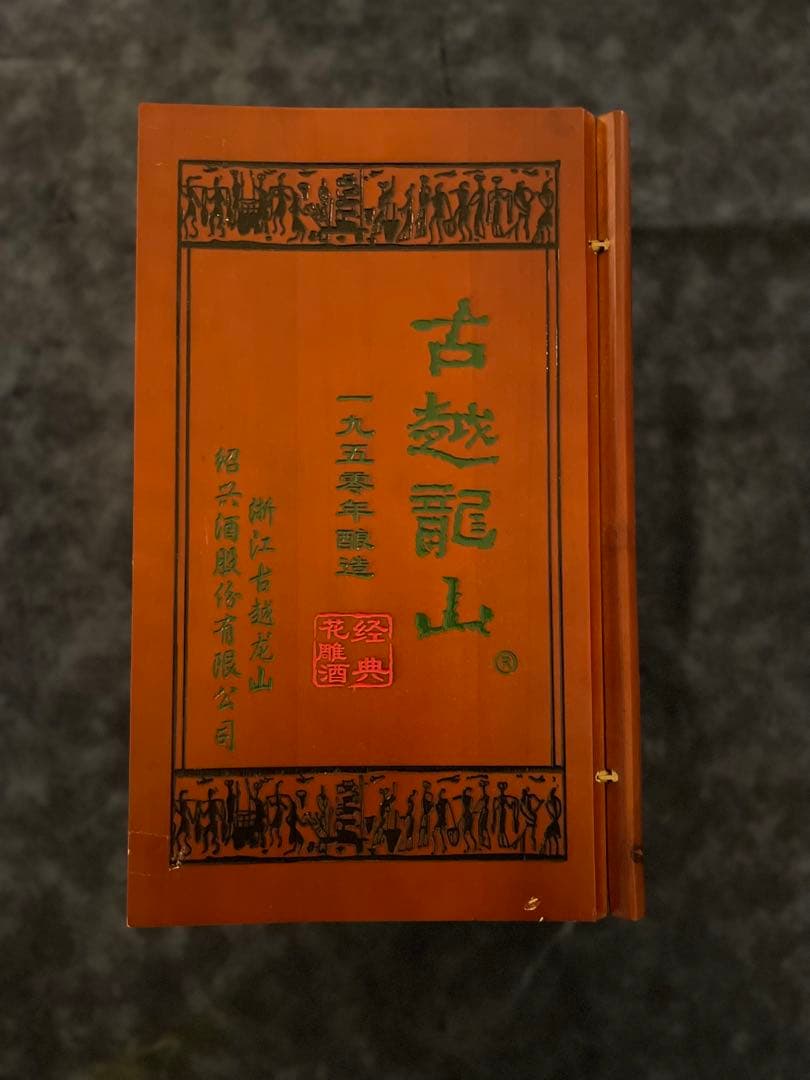 古越龍山
®
一九五零年酿造
经典
花雕酒
浙江古越龙山
绍兴酒股份有限公司